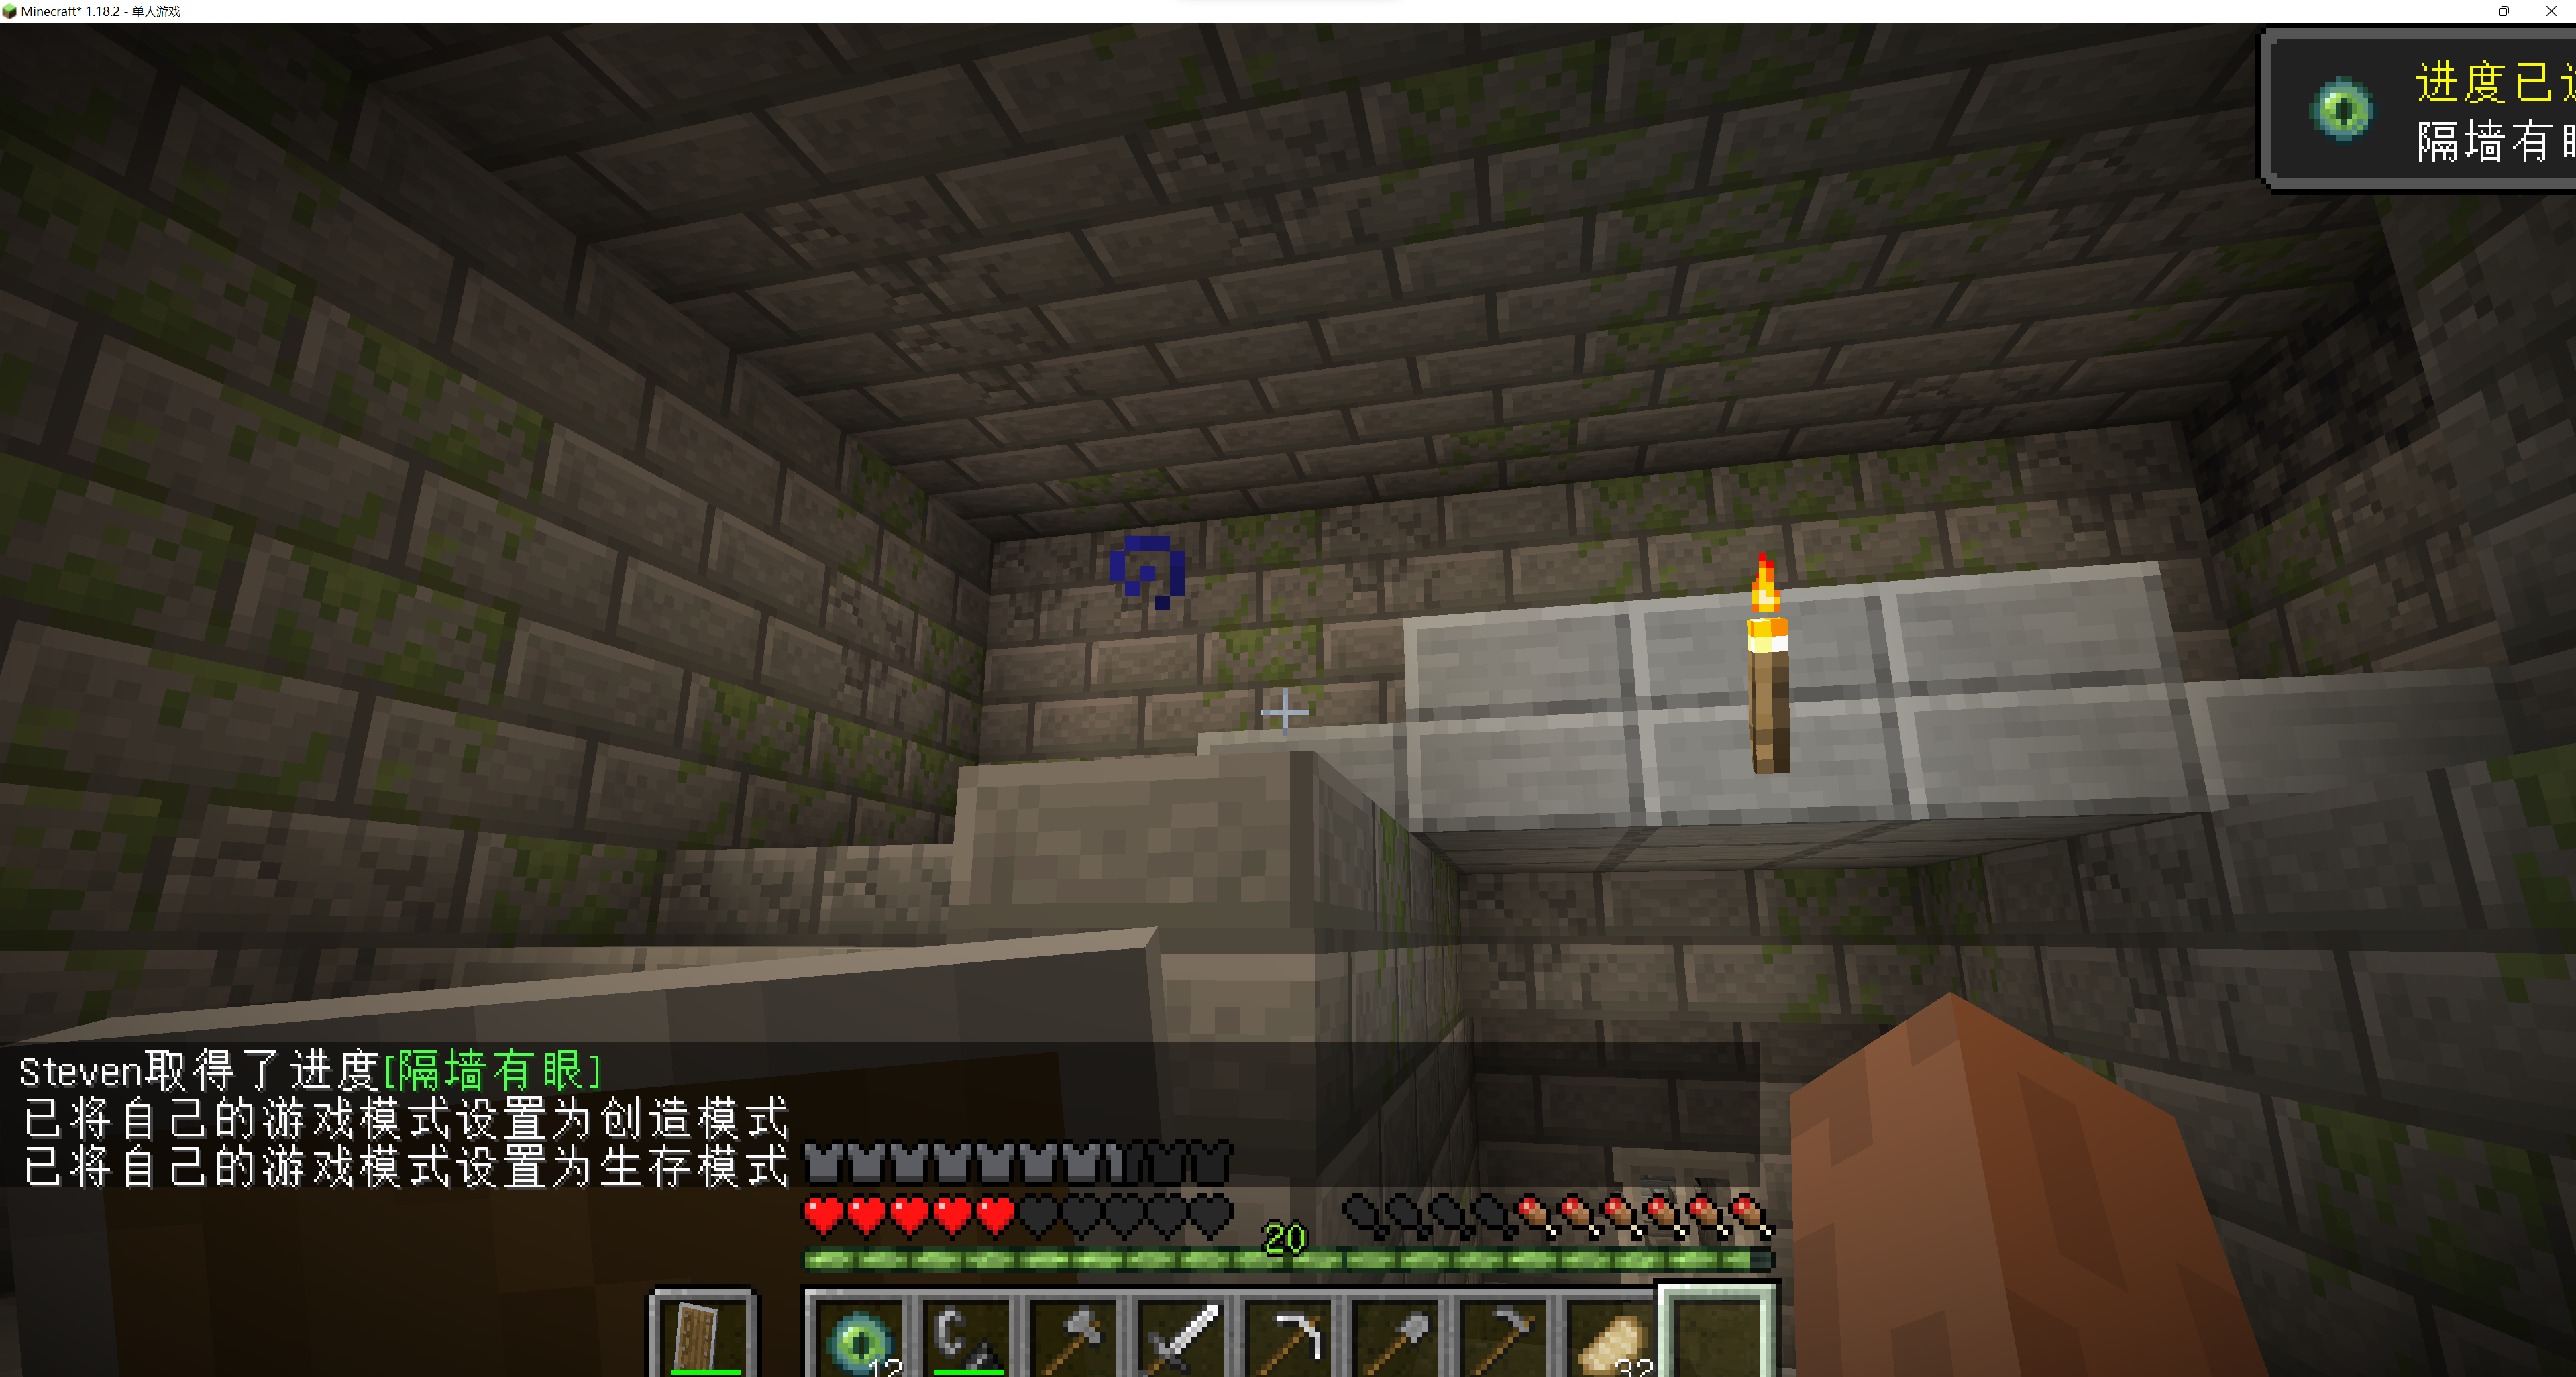 Minecraft* 1.18.2 - 单人游戏
进度已
隔墙有
Steven取得了进度[隔墙有眼]
已将自己的游戏模式设置为创造模式
已将自己的游戏模式设置为生存模式
20
12
32